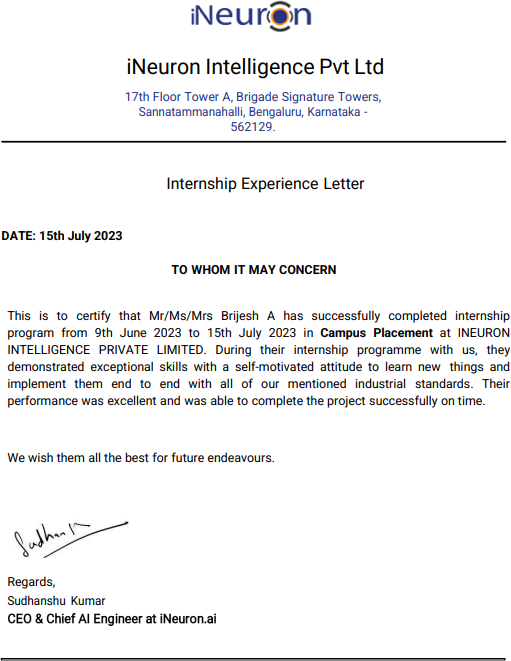 iNeuron
iNeuron Intelligence Pvt Ltd
17th Floor Tower A, Brigade Signature Towers,
Sannatammanahalli, Bengaluru, Karnataka -
562129.
Internship Experience Letter
DATE: 15th July 2023
TO WHOM IT MAY CONCERN
This is to certify that Mr/Ms/Mrs Brijesh A has successfully completed internship
program from 9th June 2023 to 15th July 2023 in Campus Placement at INEURON
INTELLIGENCE PRIVATE LIMITED. During their internship programme with us, they
demonstrated exceptional skills with a self-motivated attitude to learn new things and
implement them end to end with all of our mentioned industrial standards. Their
performance was excellent and was able to complete the project successfully on time.
We wish them all the best for future endeavours.
Regards,
Sudhanshu Kumar
CEO & Chief AI Engineer at iNeuron.ai